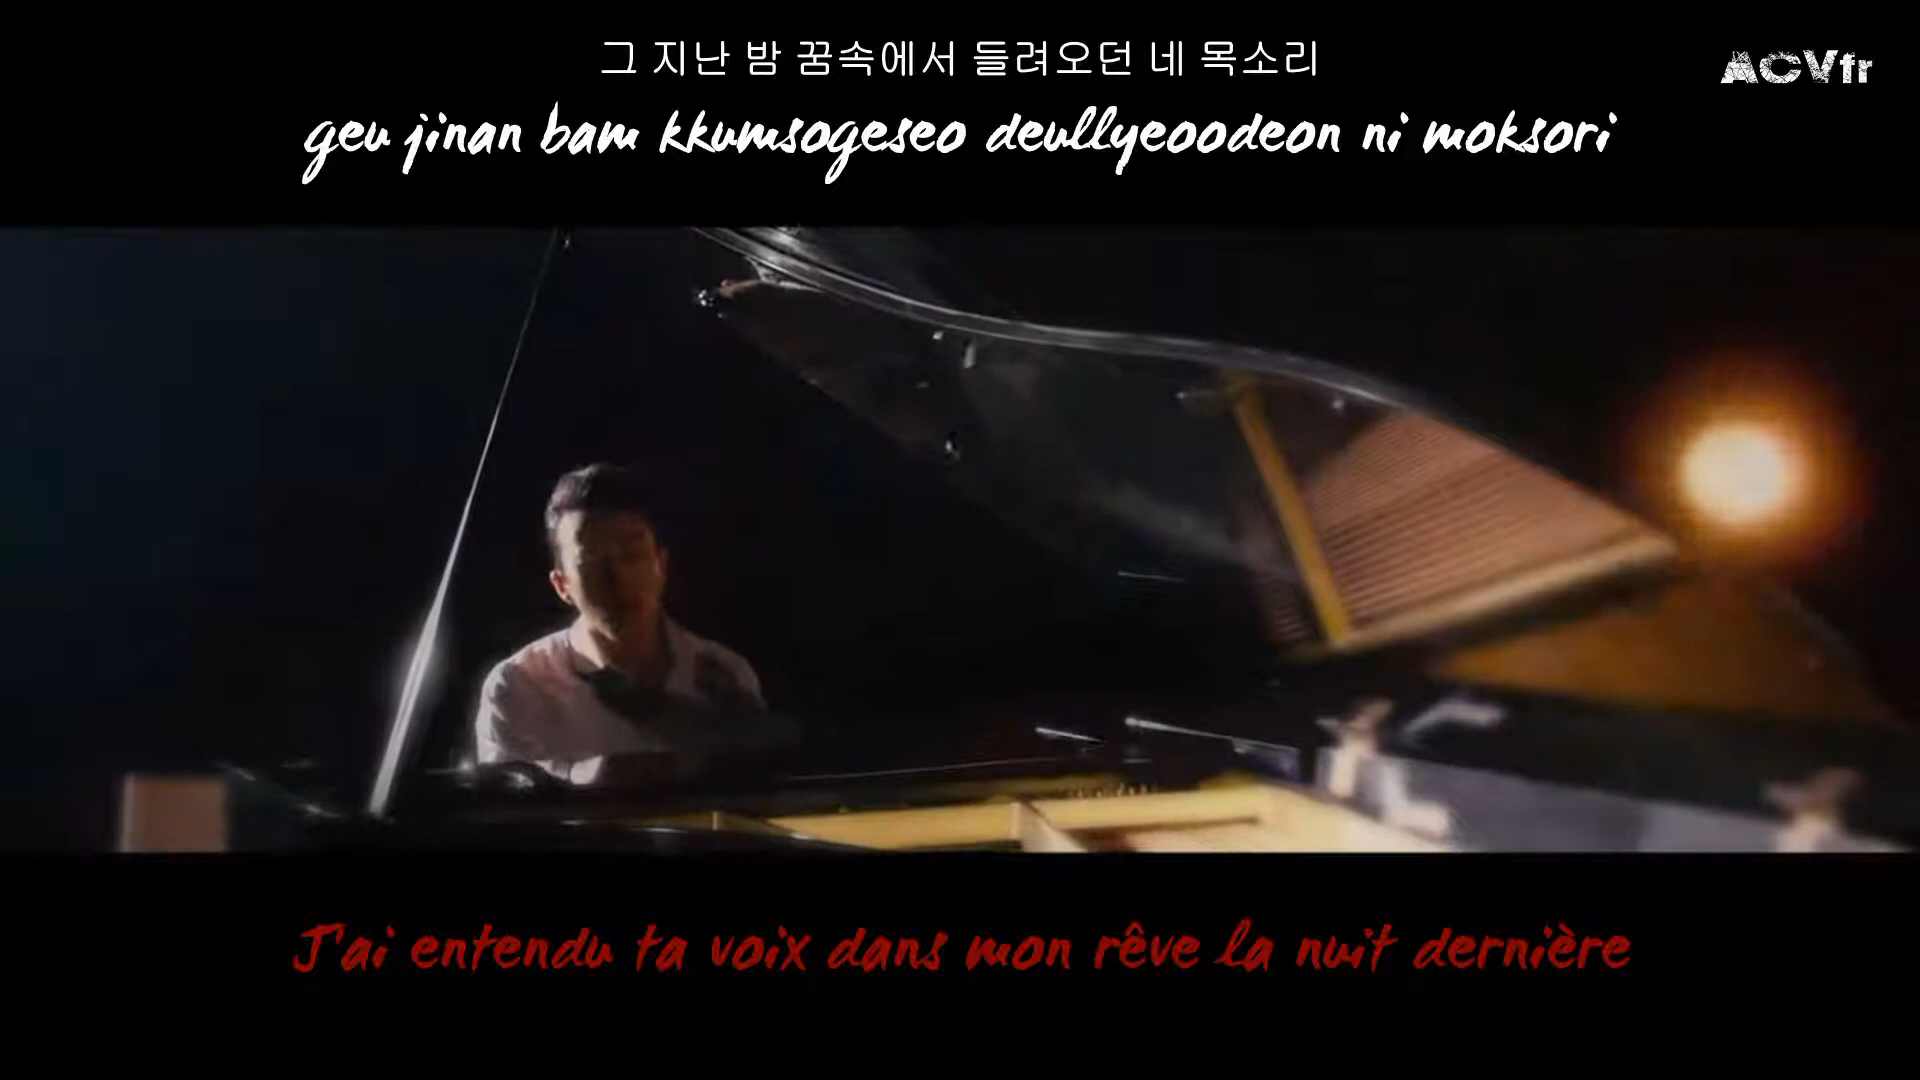 그 지난 밤 꿈속에서 들려오던 네 목소리
ACVfr
geu jinan bam kkumsogeseo deullyeoodeon ni moksori
J'ai entendu ta voix dans mon rêve la nuit dernière